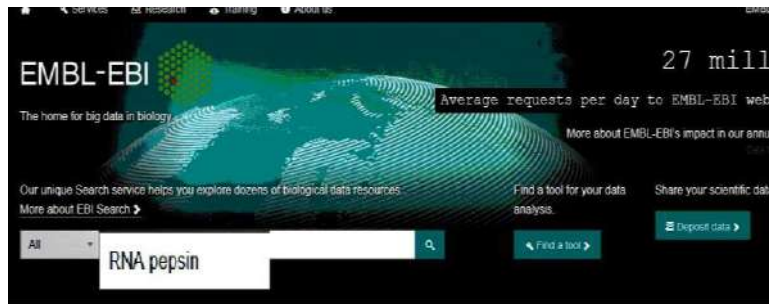 Services Research Training About us EMBL
EMBL-EBI
27 mill
Average requests per day to EMBL-EBI web
The home for big data in biology
More about EMBL-EBI's impact in our annu
Our unique Search service helps you explore dozens of biological data resources.
More about EBI Search >
Find a tool for your data
analysis.
Share your scientific data
All
RNA pepsin
Find a tool >
Deposit data >